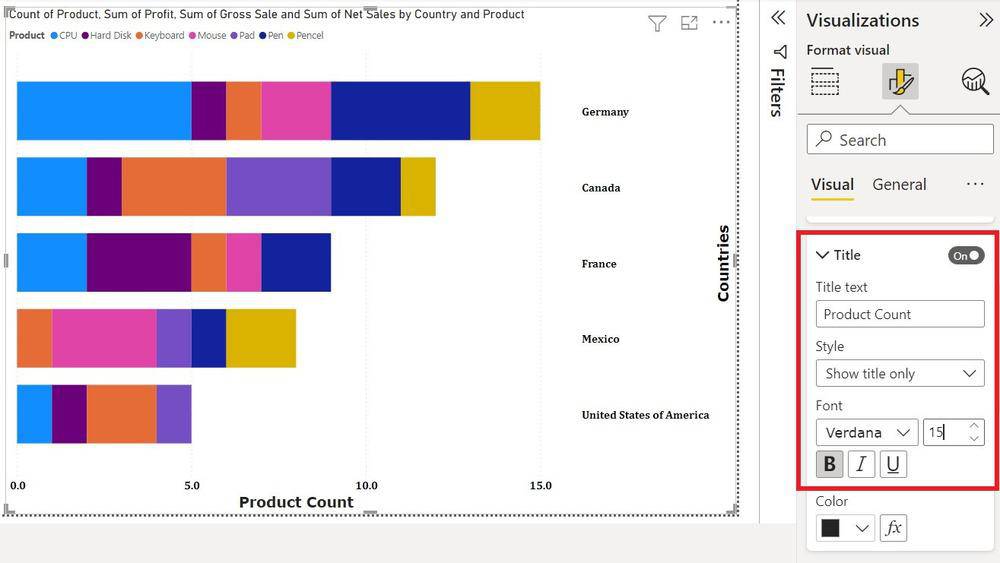 Count of Product, Sum of Profit, Sum of Gross Sale and Sum of Net Sales by Country and Product
Product CPU Hard Disk Keyboard Mouse Pad Pen Pencel
Germany
Canada
France
Mexico
United States of America
Countries
0.0 5.0 10.0 15.0
Product Count
Filters
Visualizations
Format visual
Search
Visual General
Title On
Title text
Product Count
Style
Show title only
Font
Verdana 15
B I U
Color
fx